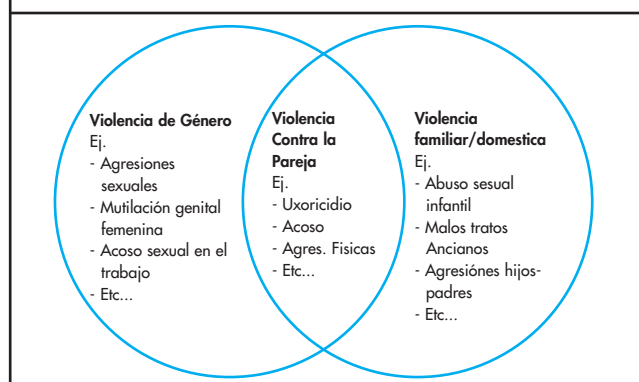 Violencia de Género
Ej.
- Agresiones
sexuales
- Mutilación genital
femenina
- Acoso sexual en el
trabajo
- Etc...
Violencia
Contra la
Pareja
Ej.
- Uxoricidio
- Acoso
- Agres. Fisicas
- Etc...
Violencia
familiar/domestica
Ej.
- Abuso sesual
infantil
- Malos tratos
Ancianos
- Agresiónes hijos-
padres
- Etc...